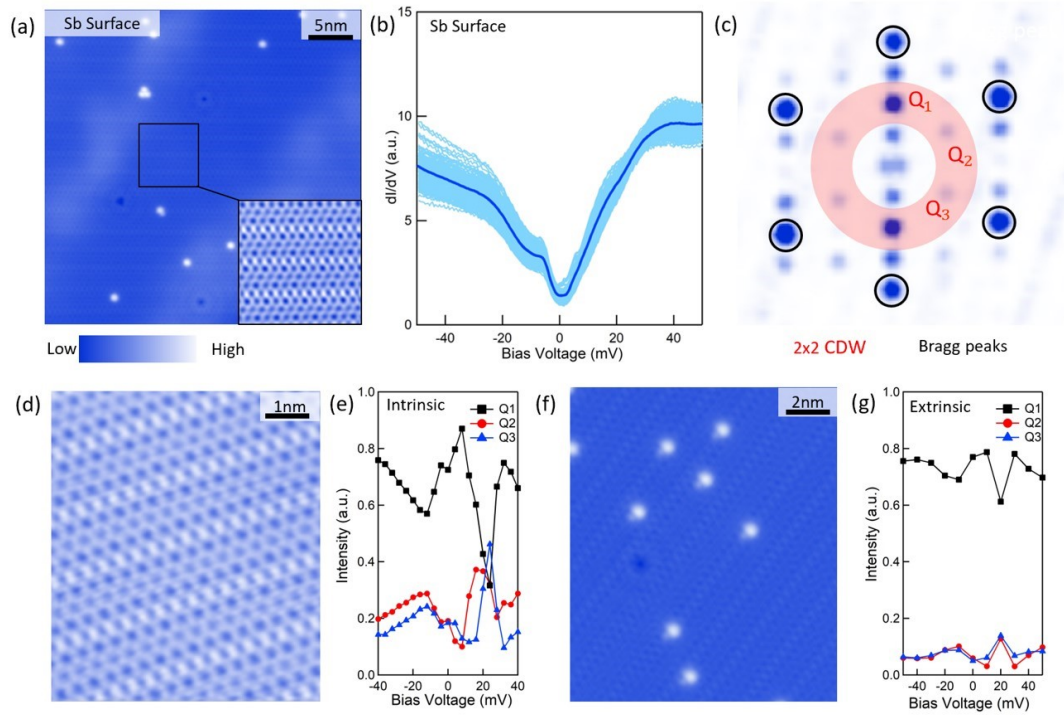 (a)
Sb Surface
5nm
Low
High
(b)
Sb Surface
15
10
5
0
dI/dV (a.u.)
-40
-20
0
20
40
Bias Voltage (mV)
(c)
Q1
Q2
Q3
2x2 CDW
Bragg peaks
(d)
1nm
(e)
Intrinsic
Q1
Q2
Q3
1.0
0.8
0.6
0.4
0.2
0.0
Intensity (a.u.)
-40
-20
0
20
40
Bias Voltage (mV)
(f)
2nm
(g)
Extrinsic
Q1
Q2
Q3
1.0
0.8
0.6
0.4
0.2
0.0
Intensity (a.u.)
-40
-20
0
20
40
Bias Voltage (mV)